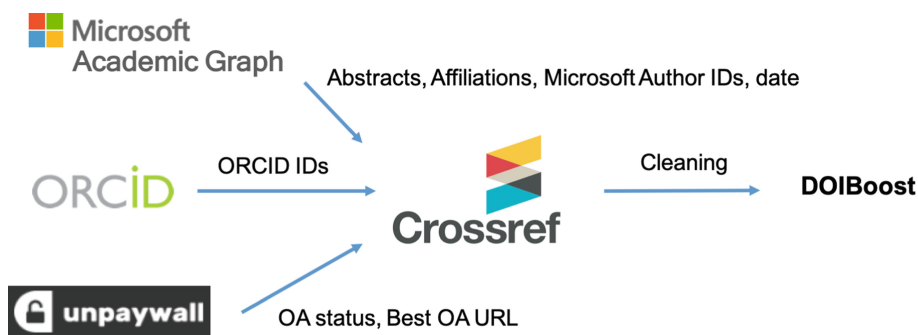 Microsoft
Academic Graph
Abstracts, Affiliations, Microsoft Author IDs, date
ORCID IDs
ORCiD
Crossref
Cleaning
DOIBoost
unpaywall
OA status, Best OA URL